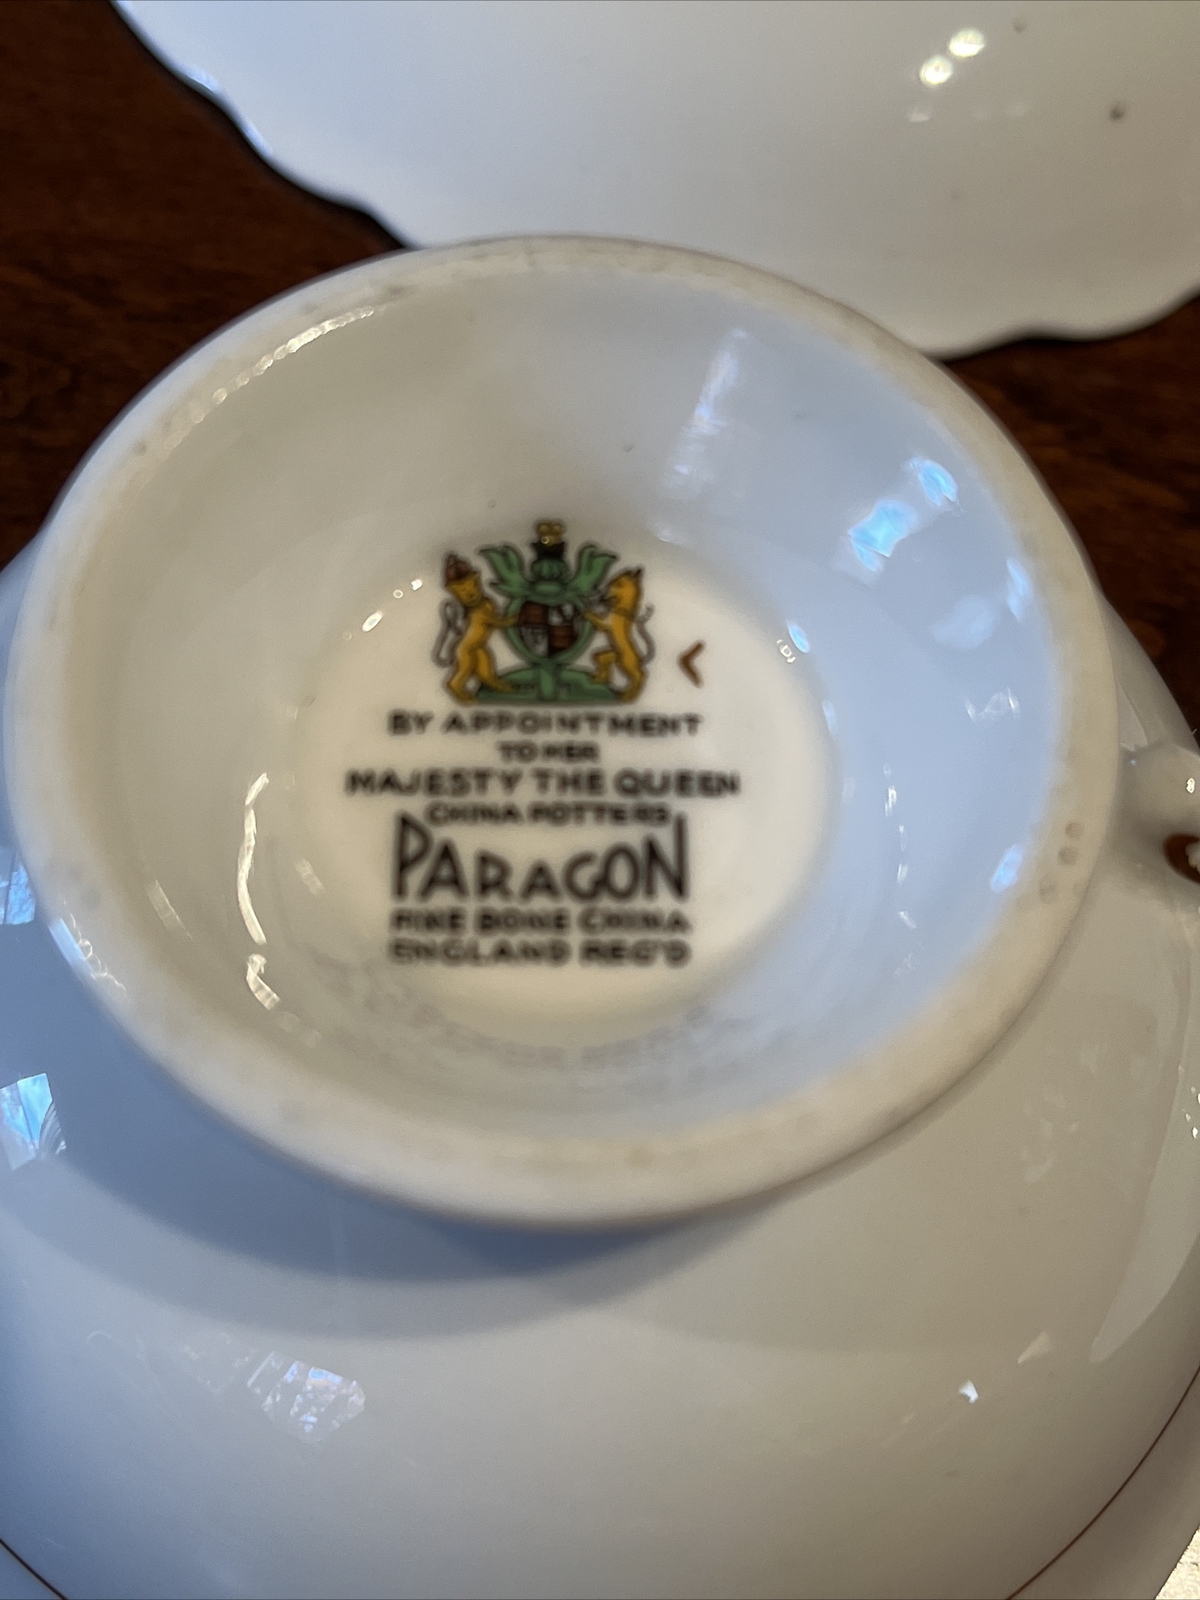 BY APPOINTMENT
TO HER
MAJESTY THE QUEEN
CHINA POTTERS
PARAGON
FINE BONE CHINA
ENGLAND REG'D